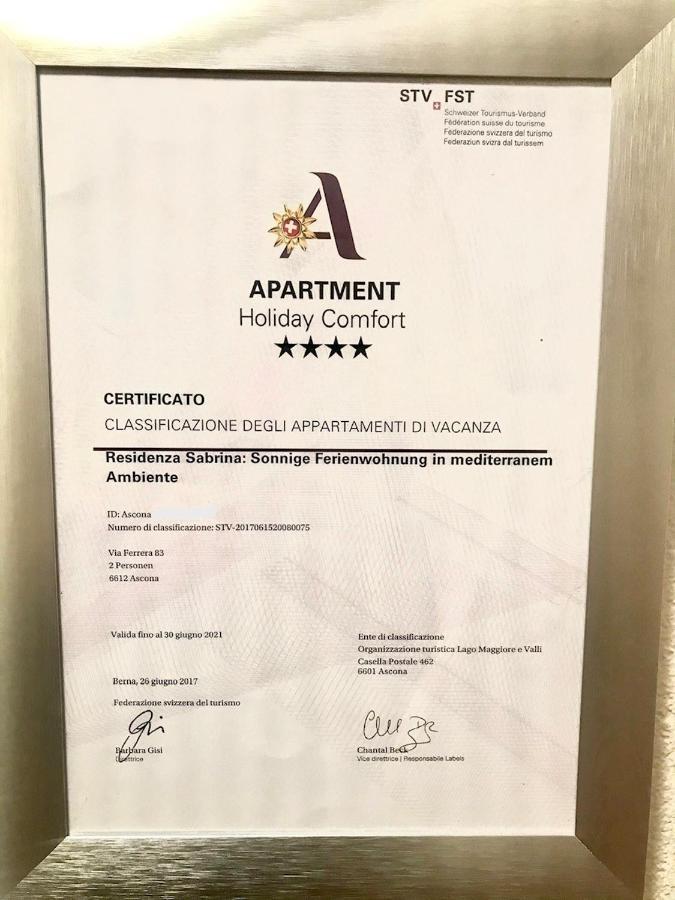 STV FST
Schweizer Tourismus-Verband
Fédération suisse du tourisme
Federazione svizzera del turismo
Federaziun svizra dal turissem
A
APARTMENT
Holiday Comfort
★★★★
CERTIFICATO
CLASSIFICAZIONE DEGLI APPARTAMENTI DI VACANZA
Residenza Sabrina: Sonnige Ferienwohnung in mediterranem
Ambiente
ID: Ascona
Numero di classificazione: STV-2017061520080075
Via Ferrera 83
2 Personen
6612 Ascona
Valida fino al 30 giugno 2021
Ente di classificazione
Organizzazione turistica Lago Maggiore e Valli
Casella Postale 462
6601 Ascona
Berna, 26 giugno 2017
Federazione svizzera del turismo
Barbara Gisi
Direttrice
Chantal Beck
Vice direttrice | Responsabile Labels